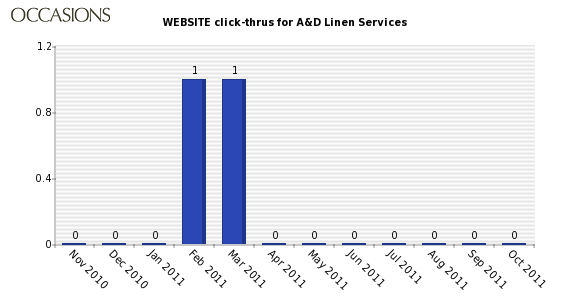 OCCASIONS
WEBSITE click-thrus for A&D Linen Services
1.2
0.8
0.4
0
0 0 0 1 1 0 0 0 0 0 0 0
Nov 2010 Dec 2010 Jan 2011 Feb 2011 Mar 2011 Apr 2011 May 2011 Jun 2011 Jul 2011 Aug 2011 Sep 2011 Oct 2011